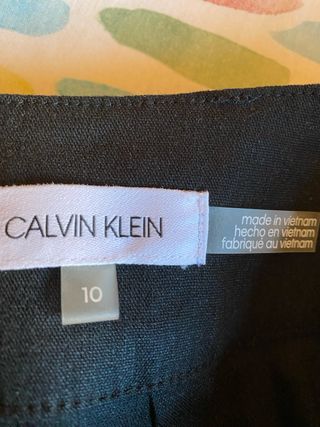 CALVIN KLEIN
made in vietnam
hecho en vietnam
fabriqué au vietnam
10